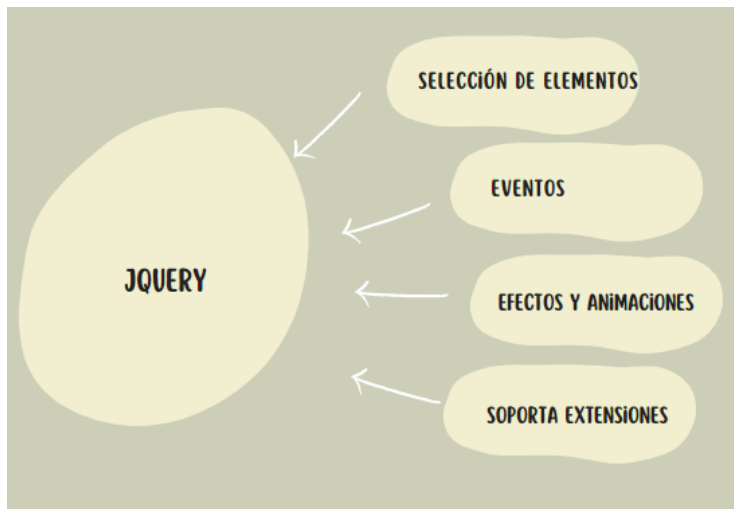 SELECCIÓN DE ELEMENTOS
EVENTOS
JQUERY
EFECTOS Y ANIMACIONES
SOPORTA EXTENSIONES